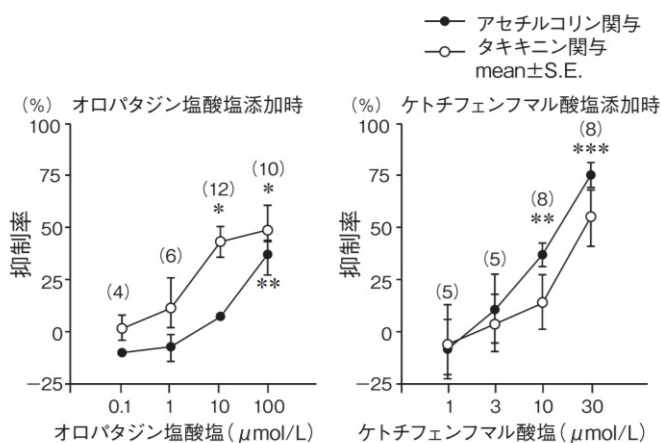 アセチルコリン関与
タキキニン関与
mean±S.E.
(%) オロパタジン塩酸塩添加時
100
75
50
25
0
−25
抑制率
(4)
(6)
(12)
*
(10)
*
**
0.1 1 10 100
オロパタジン塩酸塩(μmol/L)
(%) ケトチフェンフマル酸塩添加時
100
75
50
25
0
−25
抑制率
(5)
(5)
(8)
**
(8)
***
1 3 10 30
ケトチフェンフマル酸塩(μmol/L)